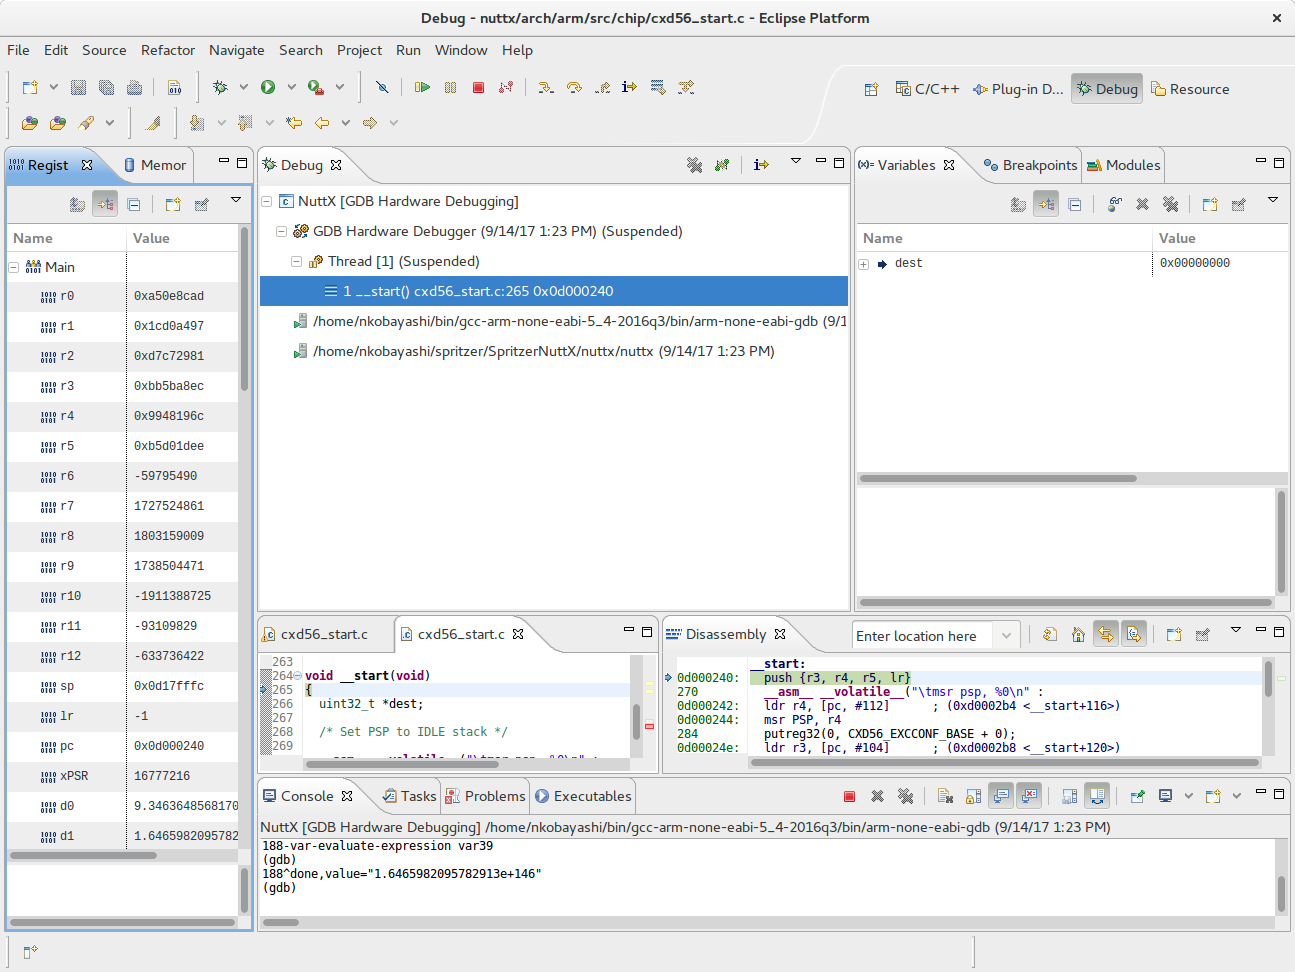 Debug - nuttx/arch/arm/src/chip/cxd56_start.c - Eclipse Platform
File Edit Source Refactor Navigate Search Project Run Window Help
C/C++ Plug-in D... Debug Resource
Regist Memor
Name Value
Main
r0 0xa50e8cad
r1 0x1cd0a497
r2 0xd7c72981
r3 0xbb5ba8ec
r4 0x9948196c
r5 0xb5d01dee
r6 -59795490
r7 1727524861
r8 1803159009
r9 1738504471
r10 -1911388725
r11 -93109829
r12 -633736422
sp 0x0d17fffc
lr -1
pc 0x0d000240
xPSR 16777216
d0 9.3463648568170
d1 1.6465982095782
Debug
NuttX [GDB Hardware Debugging]
GDB Hardware Debugger (9/14/17 1:23 PM) (Suspended)
Thread [1] (Suspended)
1 __start() cxd56_start.c:265 0x0d000240
/home/nkobayashi/bin/gcc-arm-none-eabi-5_4-2016q3/bin/arm-none-eabi-gdb (9/1
/home/nkobayashi/spritzer/SpritzerNuttX/nuttx/nuttx (9/14/17 1:23 PM)
(x)= Variables Breakpoints Modules
Name Value
dest 0x00000000
cxd56_start.c cxd56_start.c
263
264 void __start(void)
265 {
266 uint32_t *dest;
267
268 /* Set PSP to IDLE stack */
269
Disassembly Enter location here
__start:
0d000240: push {r3, r4, r5, lr}
270 __asm__ __volatile__("\tmsr psp, %0\n" :
0d000242: ldr r4, [pc, #112] ; (0xd0002b4 <__start+116>)
0d000244: msr PSP, r4
284 putreg32(0, CXD56_EXCCONF_BASE + 0);
0d00024e: ldr r3, [pc, #104] ; (0xd0002b8 <__start+120>)
Console Tasks Problems Executables
NuttX [GDB Hardware Debugging] /home/nkobayashi/bin/gcc-arm-none-eabi-5_4-2016q3/bin/arm-none-eabi-gdb (9/14/17 1:23 PM)
188-var-evaluate-expression var39
(gdb)
188^done,value="1.6465982095782913e+146"
(gdb)